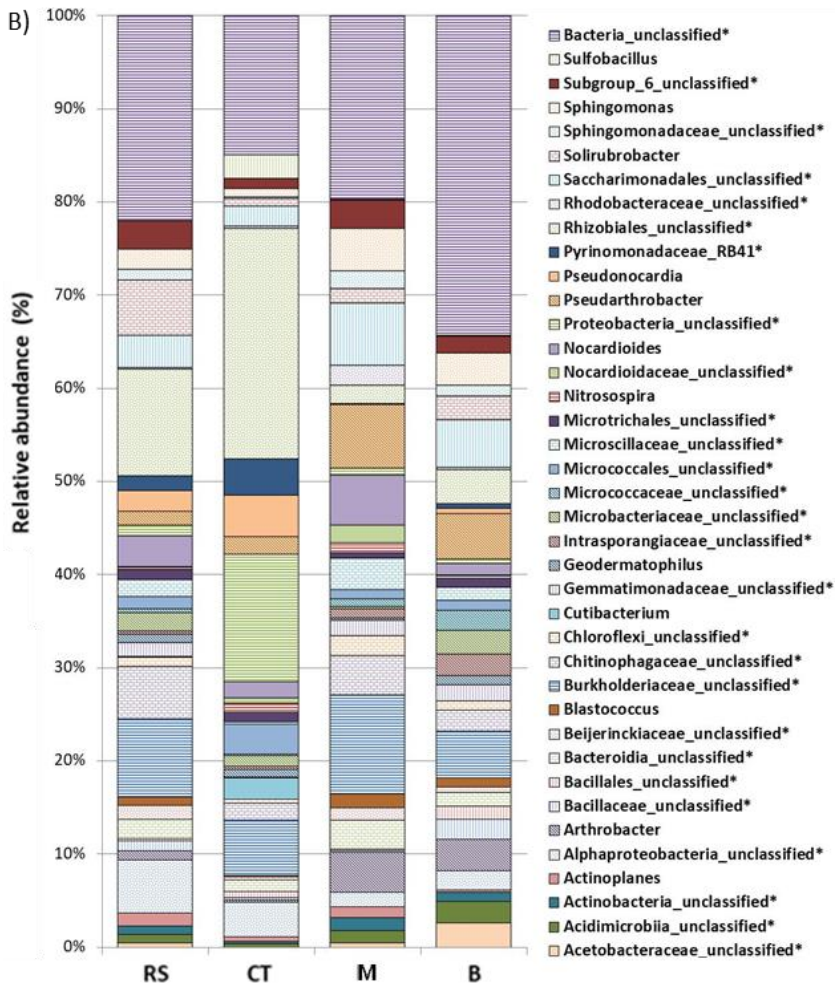 B)
100%
90%
80%
70%
60%
50%
40%
30%
20%
10%
0%
Relative abundance (%)
RS CT M B
Bacteria_unclassified*
Sulfobacillus
Subgroup_6_unclassified*
Sphingomonas
Sphingomonadaceae_unclassified*
Solirubrobacter
Saccharimonadales_unclassified*
Rhodobacteraceae_unclassified*
Rhizobiales_unclassified*
Pyrinomonadaceae_RB41*
Pseudonocardia
Pseudarthrobacter
Proteobacteria_unclassified*
Nocardioides
Nocardioidaceae_unclassified*
Nitrosospira
Microtrichales_unclassified*
Microscillaceae_unclassified*
Micrococcales_unclassified*
Micrococcaceae_unclassified*
Microbacteriaceae_unclassified*
Intrasporangiaceae_unclassified*
Geodermatophilus
Gemmatimonadaceae_unclassified*
Cutibacterium
Chloroflexi_unclassified*
Chitinophagaceae_unclassified*
Burkholderiaceae_unclassified*
Blastococcus
Beijerinckiaceae_unclassified*
Bacteroidia_unclassified*
Bacillales_unclassified*
Bacillaceae_unclassified*
Arthrobacter
Alphaproteobacteria_unclassified*
Actinoplanes
Actinobacteria_unclassified*
Acidimicrobiia_unclassified*
Acetobacteraceae_unclassified*